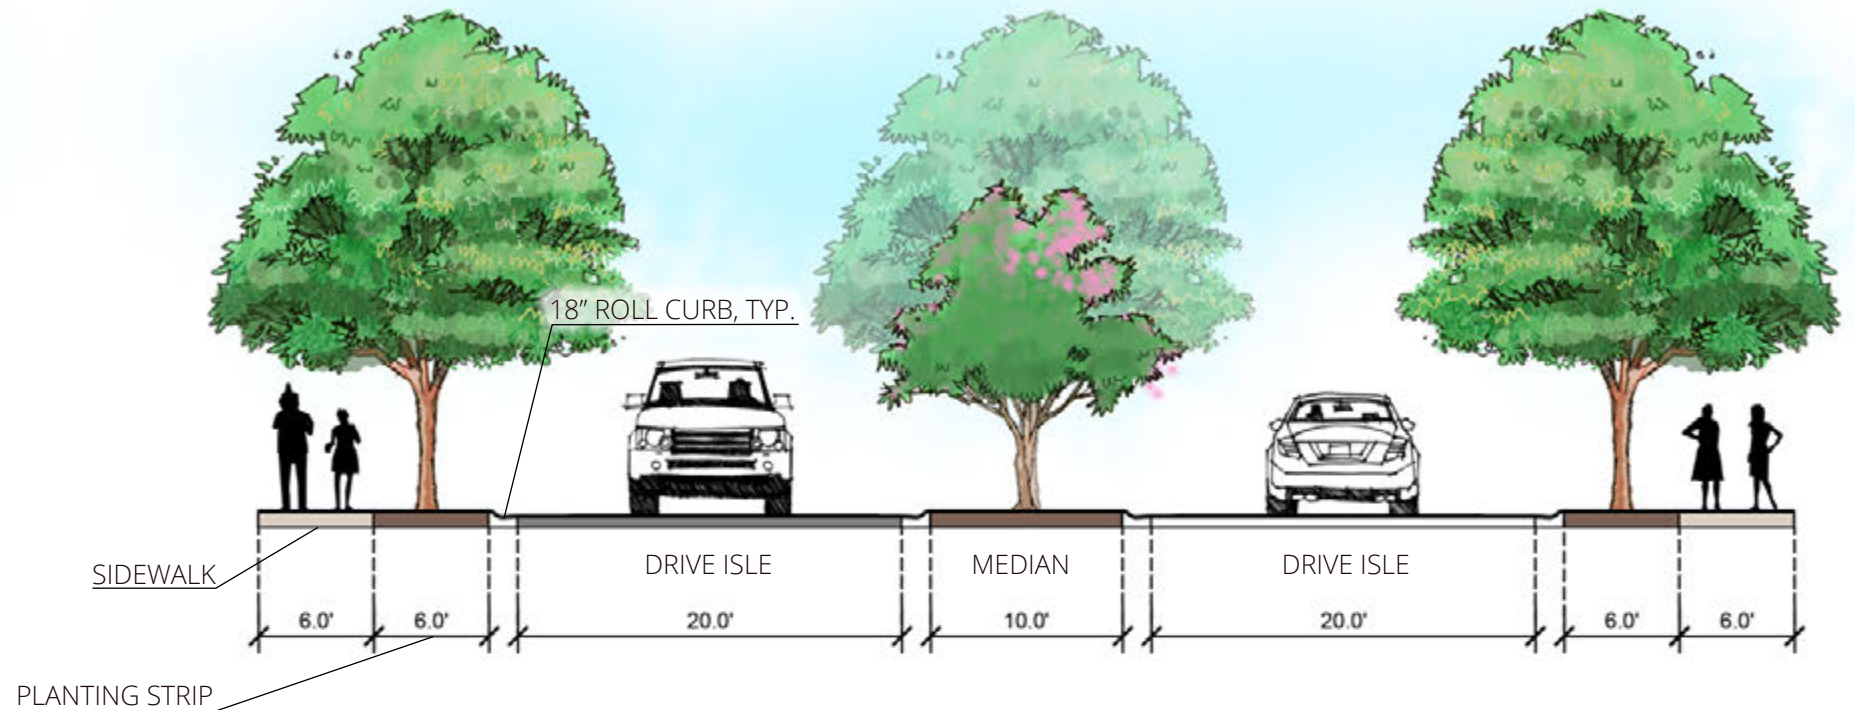 18” ROLL CURB, TYP.
SIDEWALK
DRIVE ISLE
MEDIAN
DRIVE ISLE
6.0'
6.0'
20.0'
10.0'
20.0'
6.0'
6.0'
PLANTING STRIP